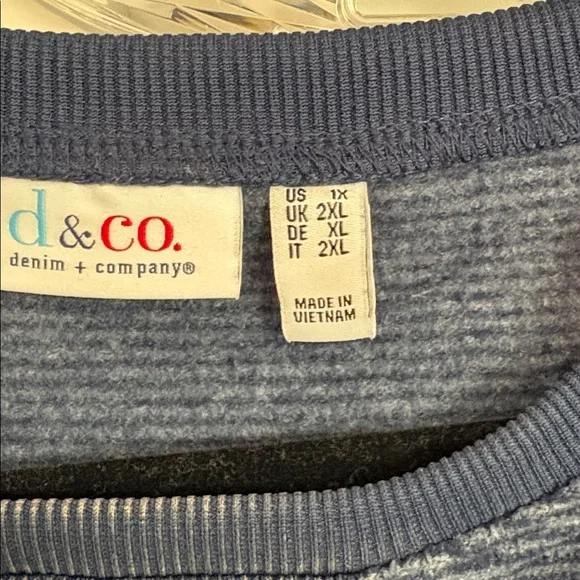 d&co.
denim + company®
US 1X
UK 2XL
DE XL
IT 2XL
MADE IN
VIETNAM